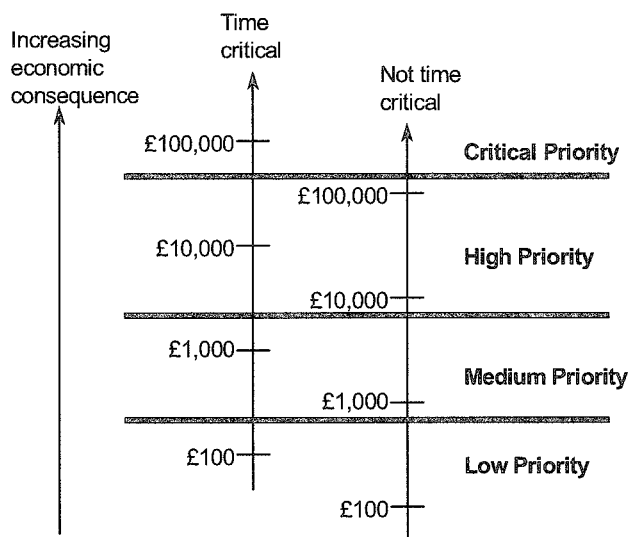 Increasing
economic
consequence
Time
critical
Not time
critical
£100,000
Critical Priority
£100,000
£10,000
High Priority
£10,000
£1,000
Medium Priority
£1,000
£100
Low Priority
£100